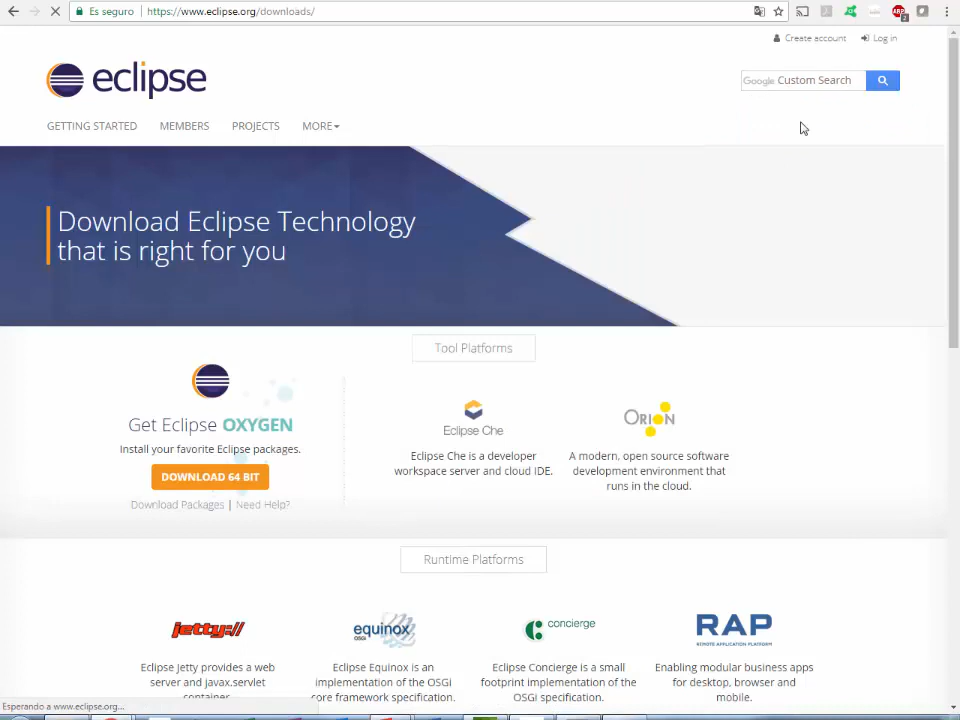 Es seguro | https://www.eclipse.org/downloads/
Create account Log in
eclipse
Google Custom Search
GETTING STARTED MEMBERS PROJECTS MORE
Download Eclipse Technology
that is right for you
Tool Platforms
Get Eclipse OXYGEN
Install your favorite Eclipse packages.
DOWNLOAD 64 BIT
Download Packages | Need Help?
Eclipse Che
Eclipse Che is a developer
workspace server and cloud IDE.
ORION
A modern, open source software
development environment that
runs in the cloud.
Runtime Platforms
jetty://
Eclipse Jetty provides a web
server and javax.servlet
container.
equinox
OSGi
Eclipse Equinox is an
implementation of the OSGi
core framework specification.
concierge
Eclipse Concierge is a small
footprint implementation of the
OSGi specification.
RAP
REMOTE APPLICATION PLATFORM
Enabling modular business apps
for desktop, browser and
mobile.
Esperando a www.eclipse.org...